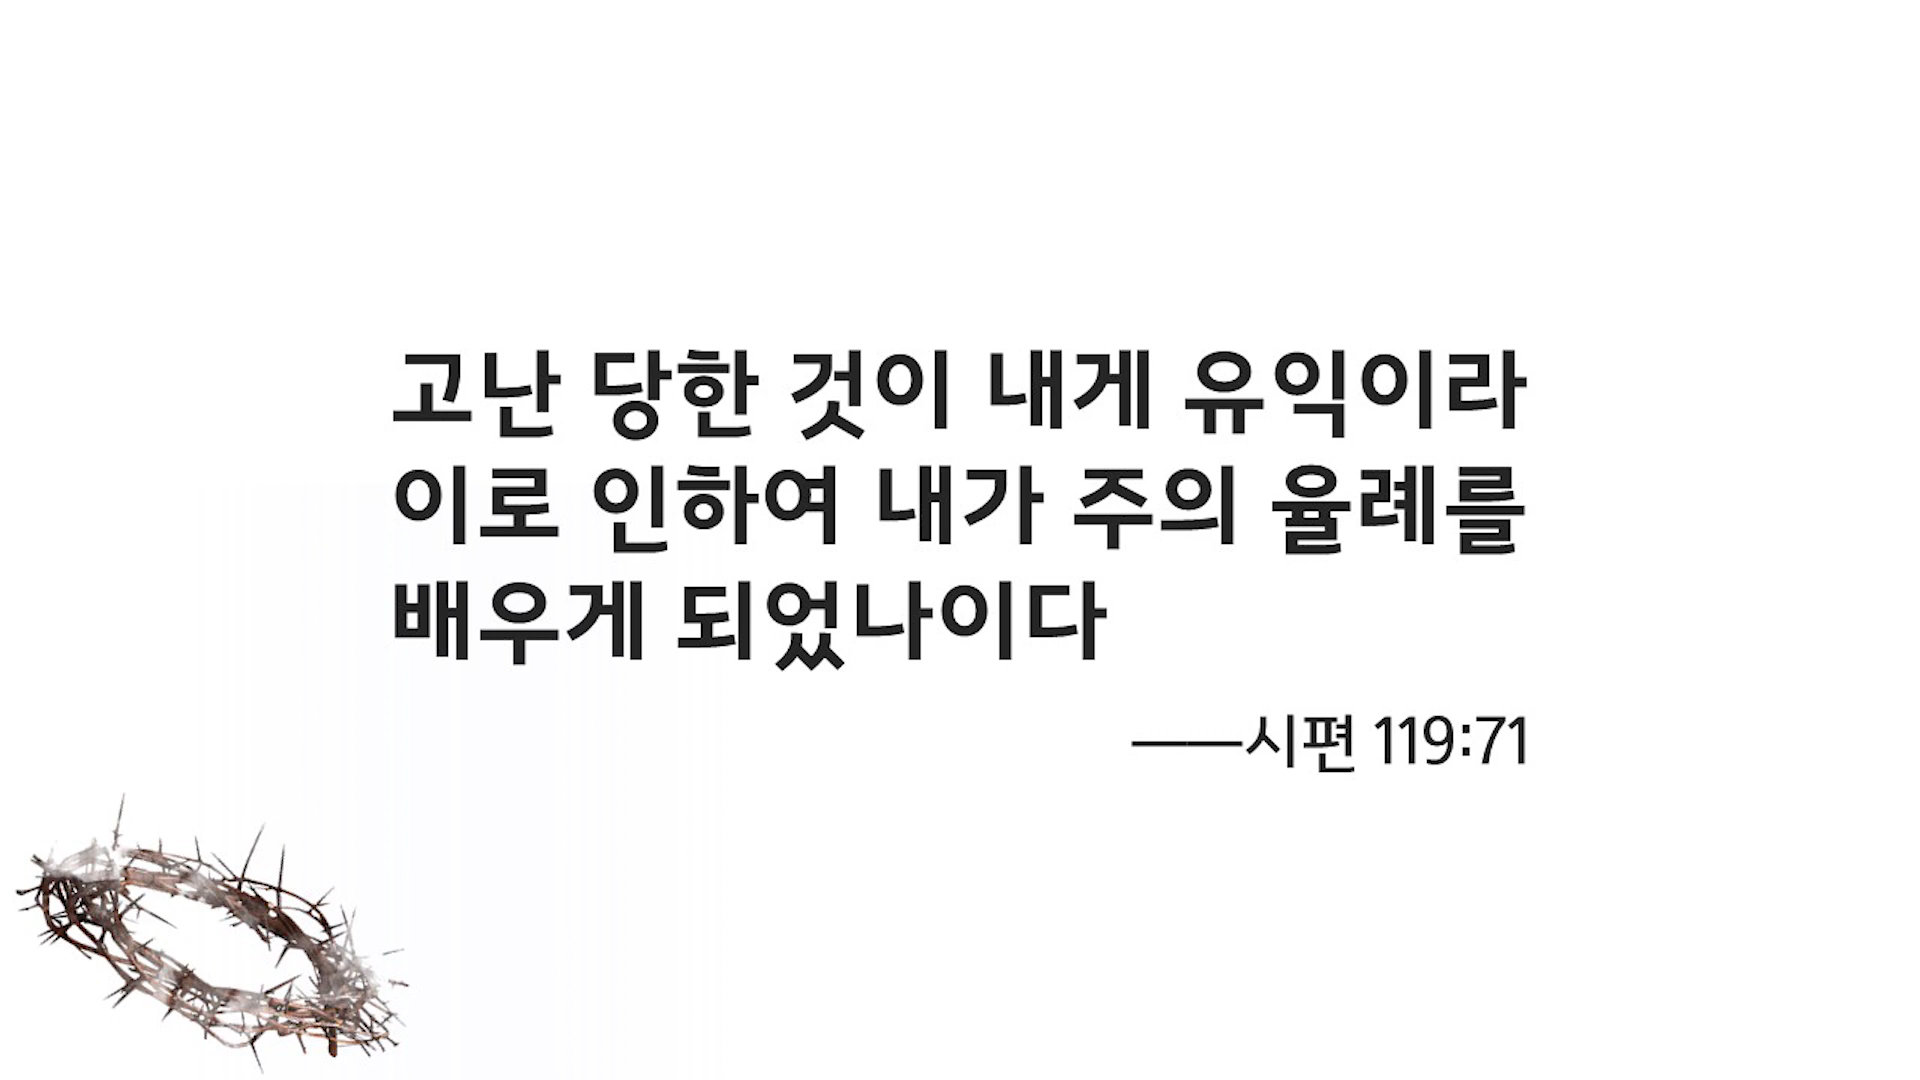 고난 당한 것이 내게 유익이라
이로 인하여 내가 주의 율례를
배우게 되었나이다
——시편 119:71